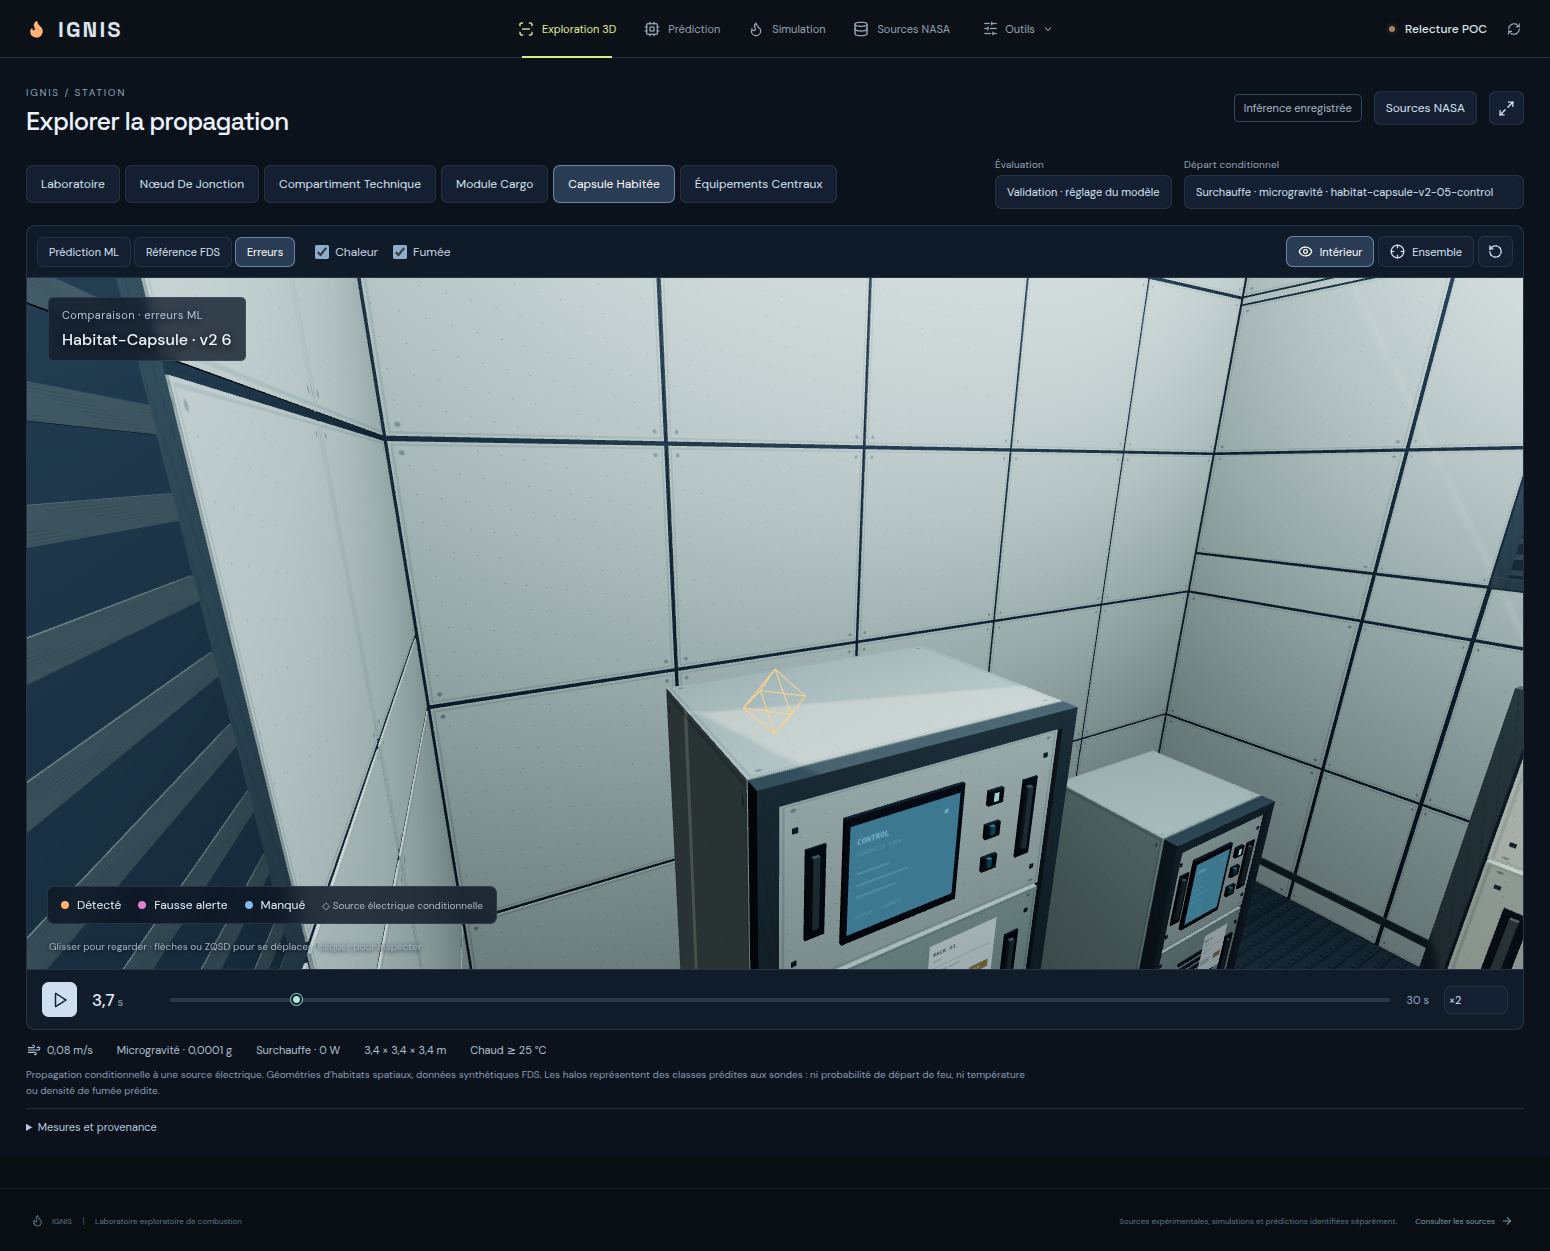 IGNIS
Exploration 3D
Prédiction
Simulation
Sources NASA
Outils
Relecture POC
IGNIS / STATION
Explorer la propagation
Inférence enregistrée
Sources NASA
Laboratoire
Nœud De Jonction
Compartiment Technique
Module Cargo
Capsule Habitée
Équipements Centraux
Évaluation
Validation · réglage du modèle
Départ conditionnel
Surchauffe · microgravité · habitat-capsule-v2-05-control
Prédiction ML
Référence FDS
Erreurs
Chaleur
Fumée
Intérieur
Ensemble
Comparaison · erreurs ML
Habitat-Capsule · v2 6
CONTROL
RACK 01
Détecté
Fausse alerte
Manqué
◇ Source électrique conditionnelle
Glisser pour regarder · flèches ou ZQSD pour se déplacer · cliquer pour inspecter
3,7 s
30 s
×2
0,08 m/s
Microgravité · 0,0001 g
Surchauffe · 0 W
3,4 × 3,4 × 3,4 m
Chaud ≥ 25 °C
Propagation conditionnelle à une source électrique. Géométries d'habitats spatiaux, données synthétiques FDS. Les halos représentent des classes prédites aux sondes : ni probabilité de départ de feu, ni température
ou densité de fumée prédite.
Mesures et provenance
IGNIS
Laboratoire exploratoire de combustion
Sources expérimentales, simulations et prédictions identifiées séparément.
Consulter les sources